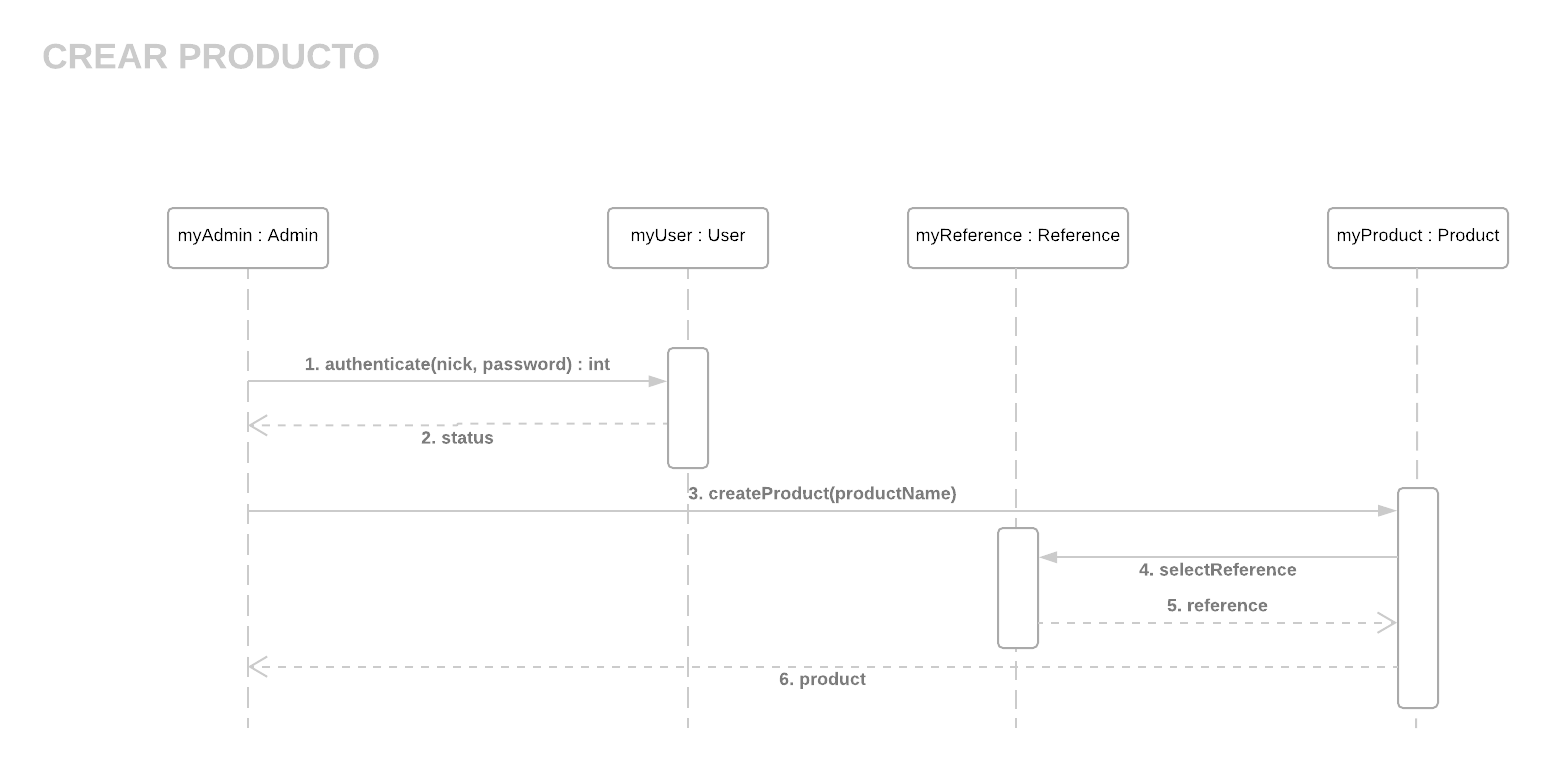 CREAR PRODUCTO
myAdmin : Admin
myUser : User
myReference : Reference
myProduct : Product
1. authenticate(nick, password) : int
2. status
3. createProduct(productName)
4. selectReference
5. reference
6. product